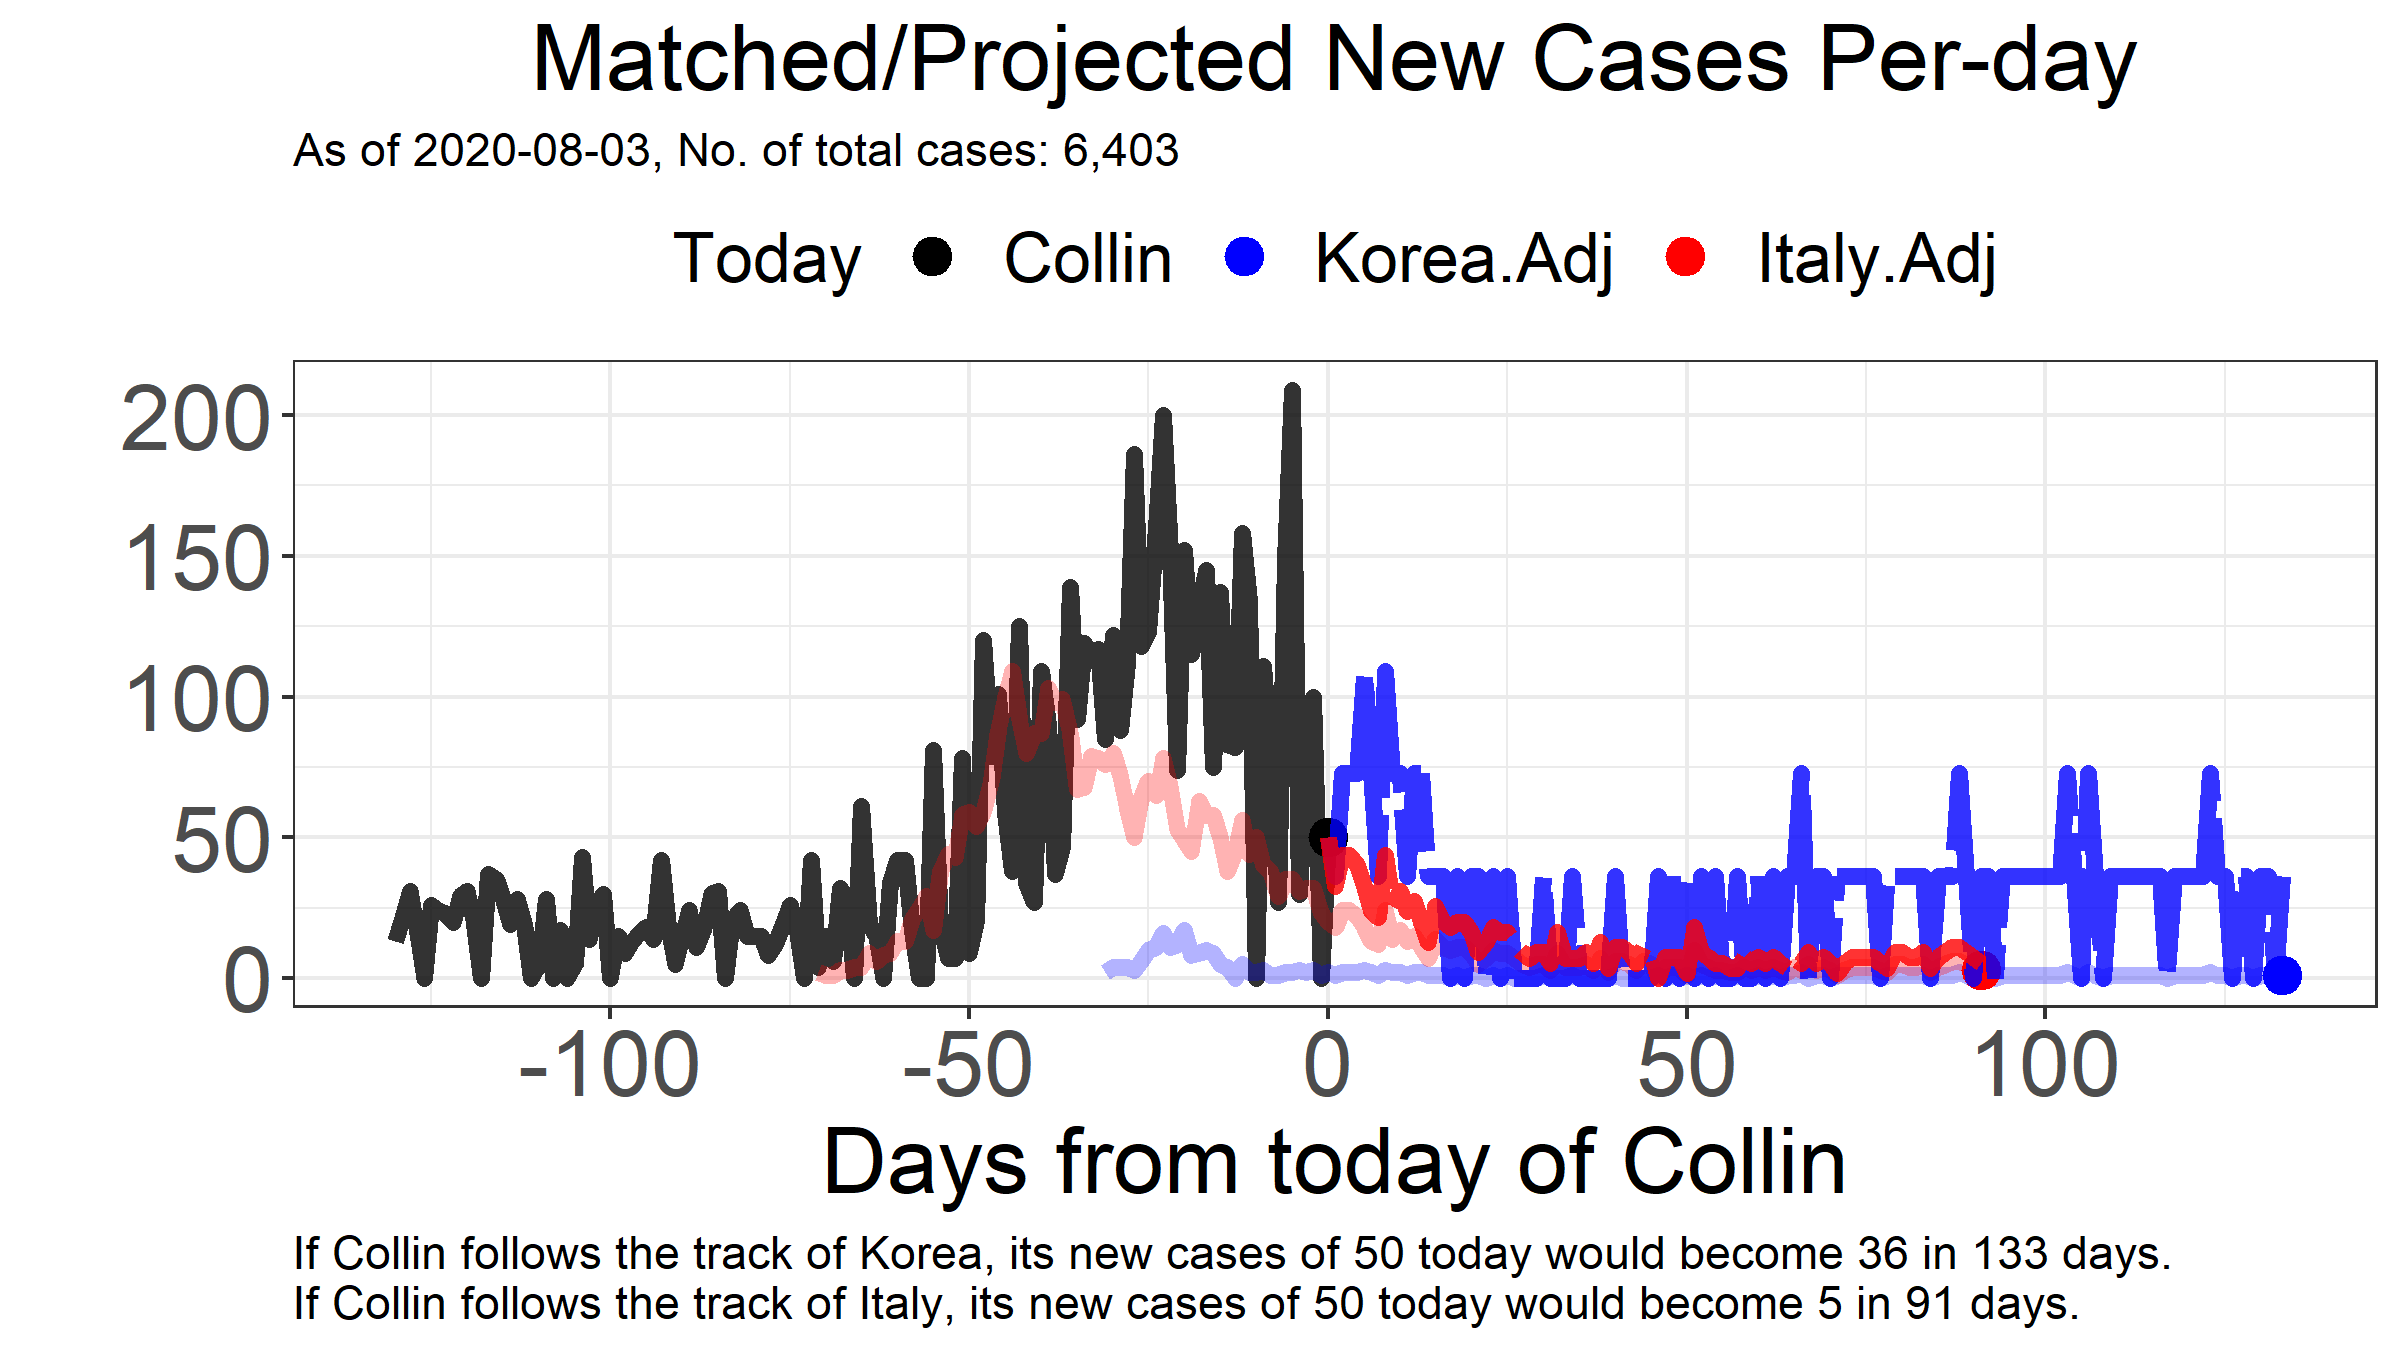 Matched/Projected New Cases Per-day
As of 2020-08-03, No. of total cases: 6,403
Today Collin Korea.Adj Italy.Adj
200
150
100
50
0
-100 -50 0 50 100
Days from today of Collin
If Collin follows the track of Korea, its new cases of 50 today would become 36 in 133 days.
If Collin follows the track of Italy, its new cases of 50 today would become 5 in 91 days.